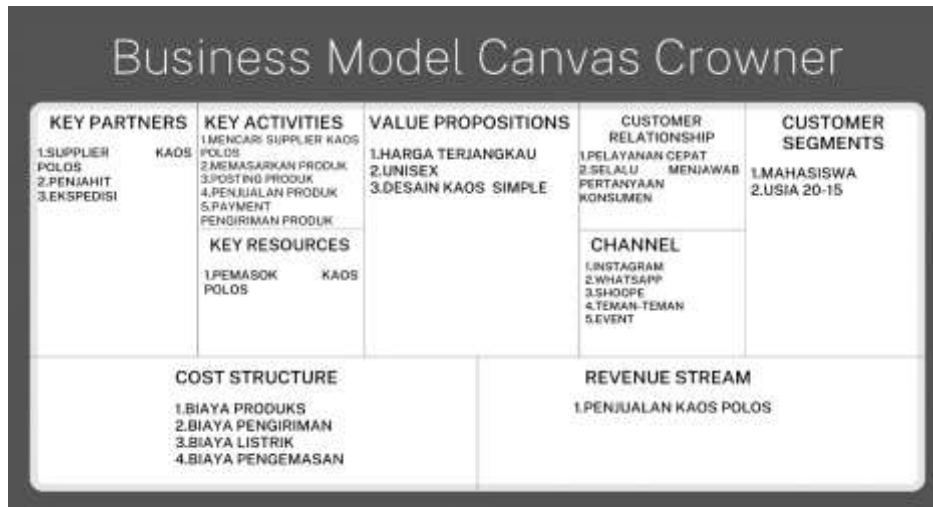 Business Model Canvas Crowner
KEY PARTNERS
1.SUPPLIER KAOS
POLOS
2.PENJAHIT
3.EKSPEDISI
KEY ACTIVITIES
1.MENCARI SUPPLIER KAOS
POLOS
2.MEMASARKAN PRODUK
3.POSTING PRODUK
4.PENJUALAN PRODUK
5.PAYMENT
PENGIRIMAN PRODUK
KEY RESOURCES
1.PEMASOK KAOS
POLOS
VALUE PROPOSITIONS
1.HARGA TERJANGKAU
2.UNISEX
3.DESAIN KAOS SIMPLE
CUSTOMER
RELATIONSHIP
1.PELAYANAN CEPAT
2.SELALU MENJAWAB
PERTANYAAN
KONSUMEN
CHANNEL
1.INSTAGRAM
2.WHATSAPP
3.SHOOPE
4.TEMAN-TEMAN
5.EVENT
CUSTOMER
SEGMENTS
1.MAHASISWA
2.USIA 20-15
COST STRUCTURE
1.BIAYA PRODUKS
2.BIAYA PENGIRIMAN
3.BIAYA LISTRIK
4.BIAYA PENGEMASAN
REVENUE STREAM
1.PENJUALAN KAOS POLOS